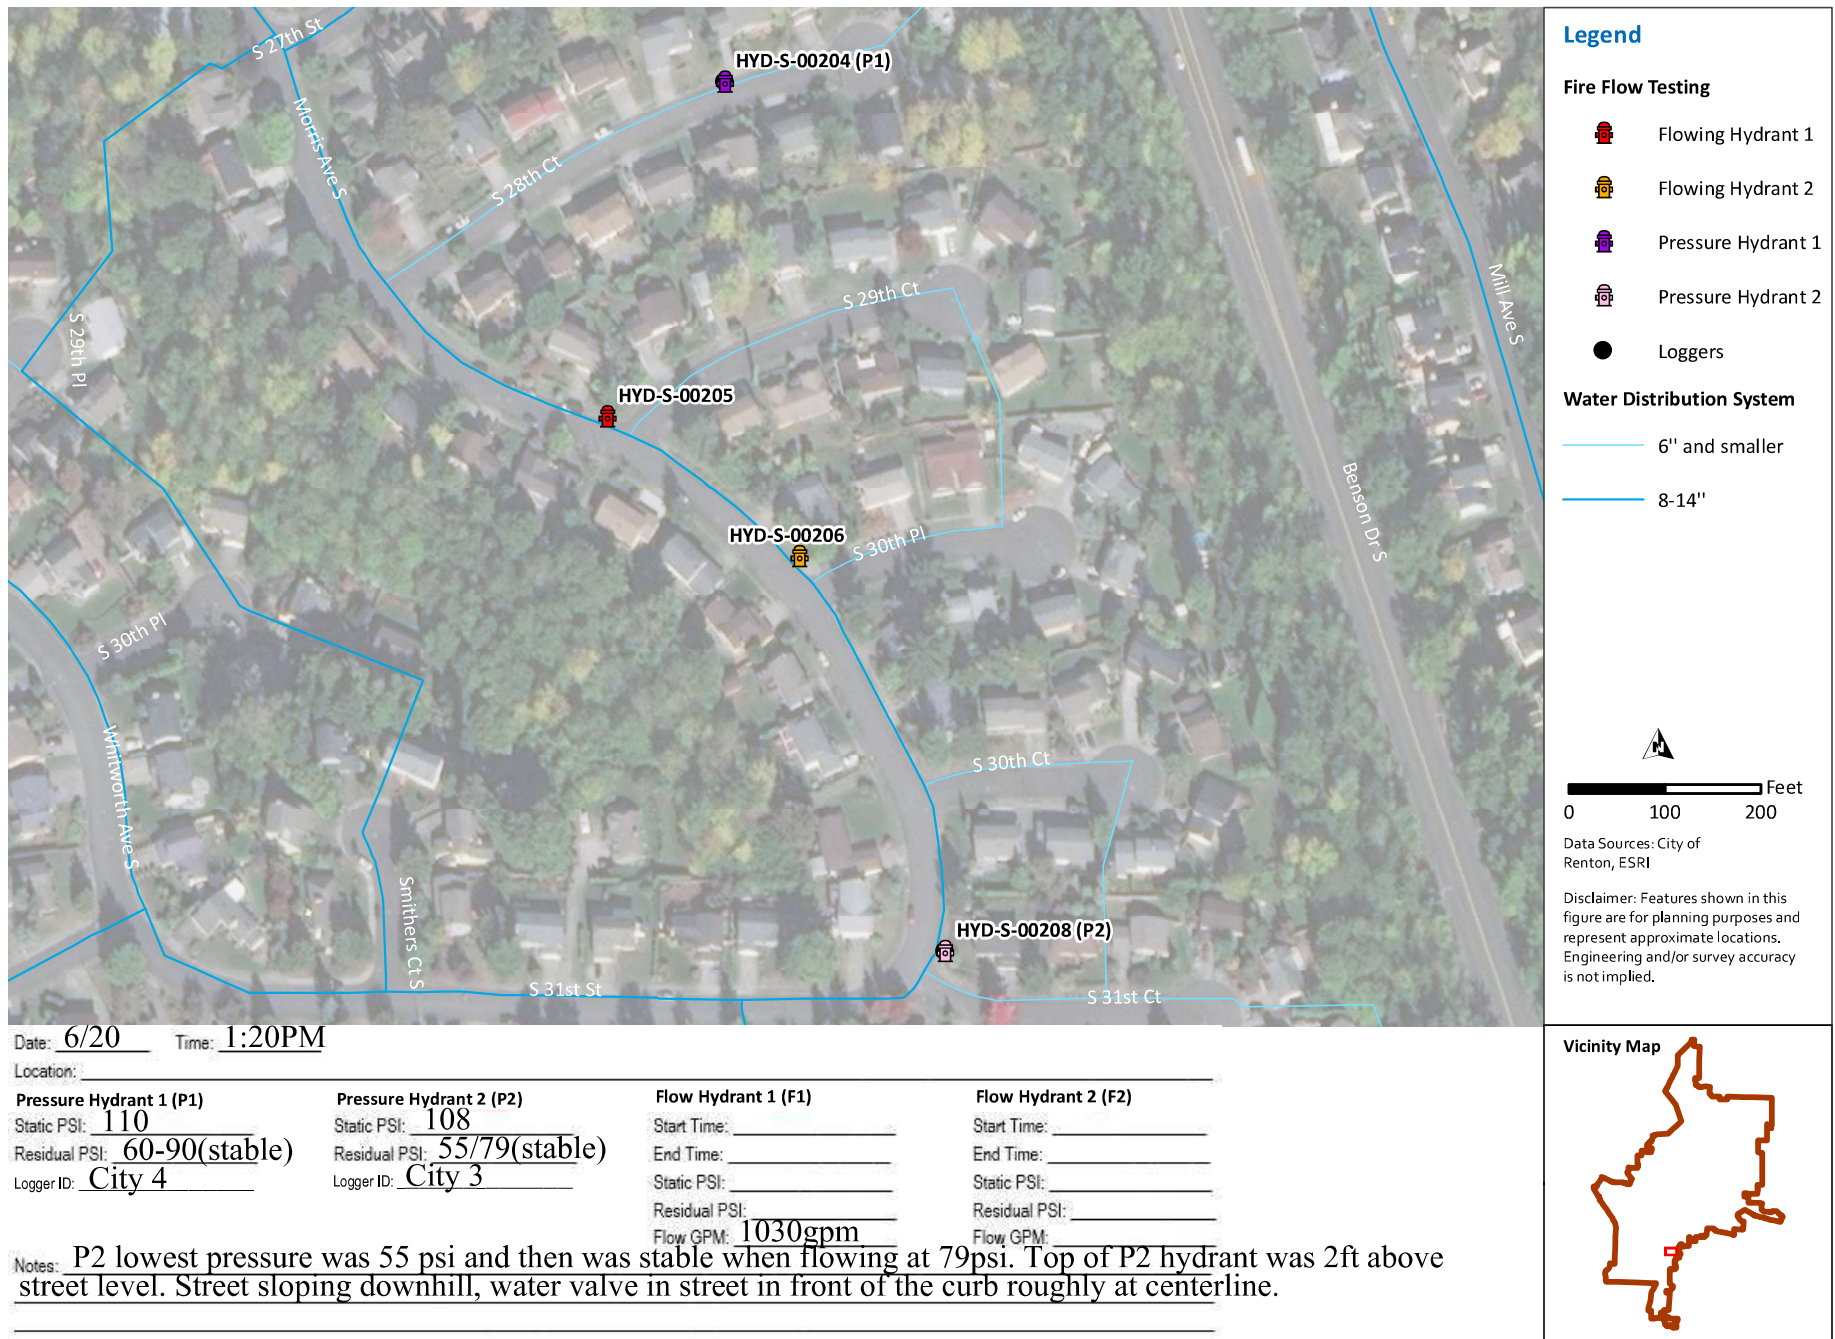 S 27th St
HYD-S-00204 (P1)
Morris Ave S
S 28th Ct
S 29th Ct
S 29th Pl
Mill Ave S
HYD-S-00205
Benson Dr S
HYD-S-00206
S 30th Pl
S 30th Pl
Whitworth Ave S
S 30th Ct
Smithers Ct S
HYD-S-00208 (P2)
S 31st St
S 31st Ct
Legend
Fire Flow Testing
Flowing Hydrant 1
Flowing Hydrant 2
Pressure Hydrant 1
Pressure Hydrant 2
Loggers
Water Distribution System
6" and smaller
8-14"
N
Feet
0 100 200
Data Sources: City of
Renton, ESRI
Disclaimer: Features shown in this
figure are for planning purposes and
represent approximate locations.
Engineering and/or survey accuracy
is not implied.
Vicinity Map
Date: 6/20 Time: 1:20PM
Location:
Pressure Hydrant 1 (P1)
Static PSI: 110
Residual PSI: 60-90(stable)
Logger ID: City 4
Pressure Hydrant 2 (P2)
Static PSI: 108
Residual PSI: 55/79(stable)
Logger ID: City 3
Flow Hydrant 1 (F1)
Start Time:
End Time:
Static PSI:
Residual PSI:
Flow GPM: 1030gpm
Flow Hydrant 2 (F2)
Start Time:
End Time:
Static PSI:
Residual PSI:
Flow GPM:
Notes: P2 lowest pressure was 55 psi and then was stable when flowing at 79psi. Top of P2 hydrant was 2ft above
street level. Street sloping downhill, water valve in street in front of the curb roughly at centerline.